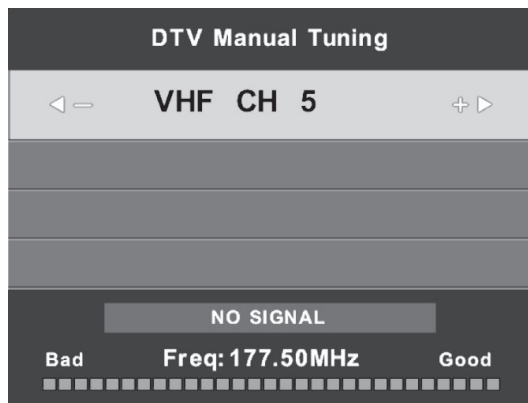 DTV Manual Tuning
VHF CH 5
NO SIGNAL
Bad Freq:177.50MHz Good